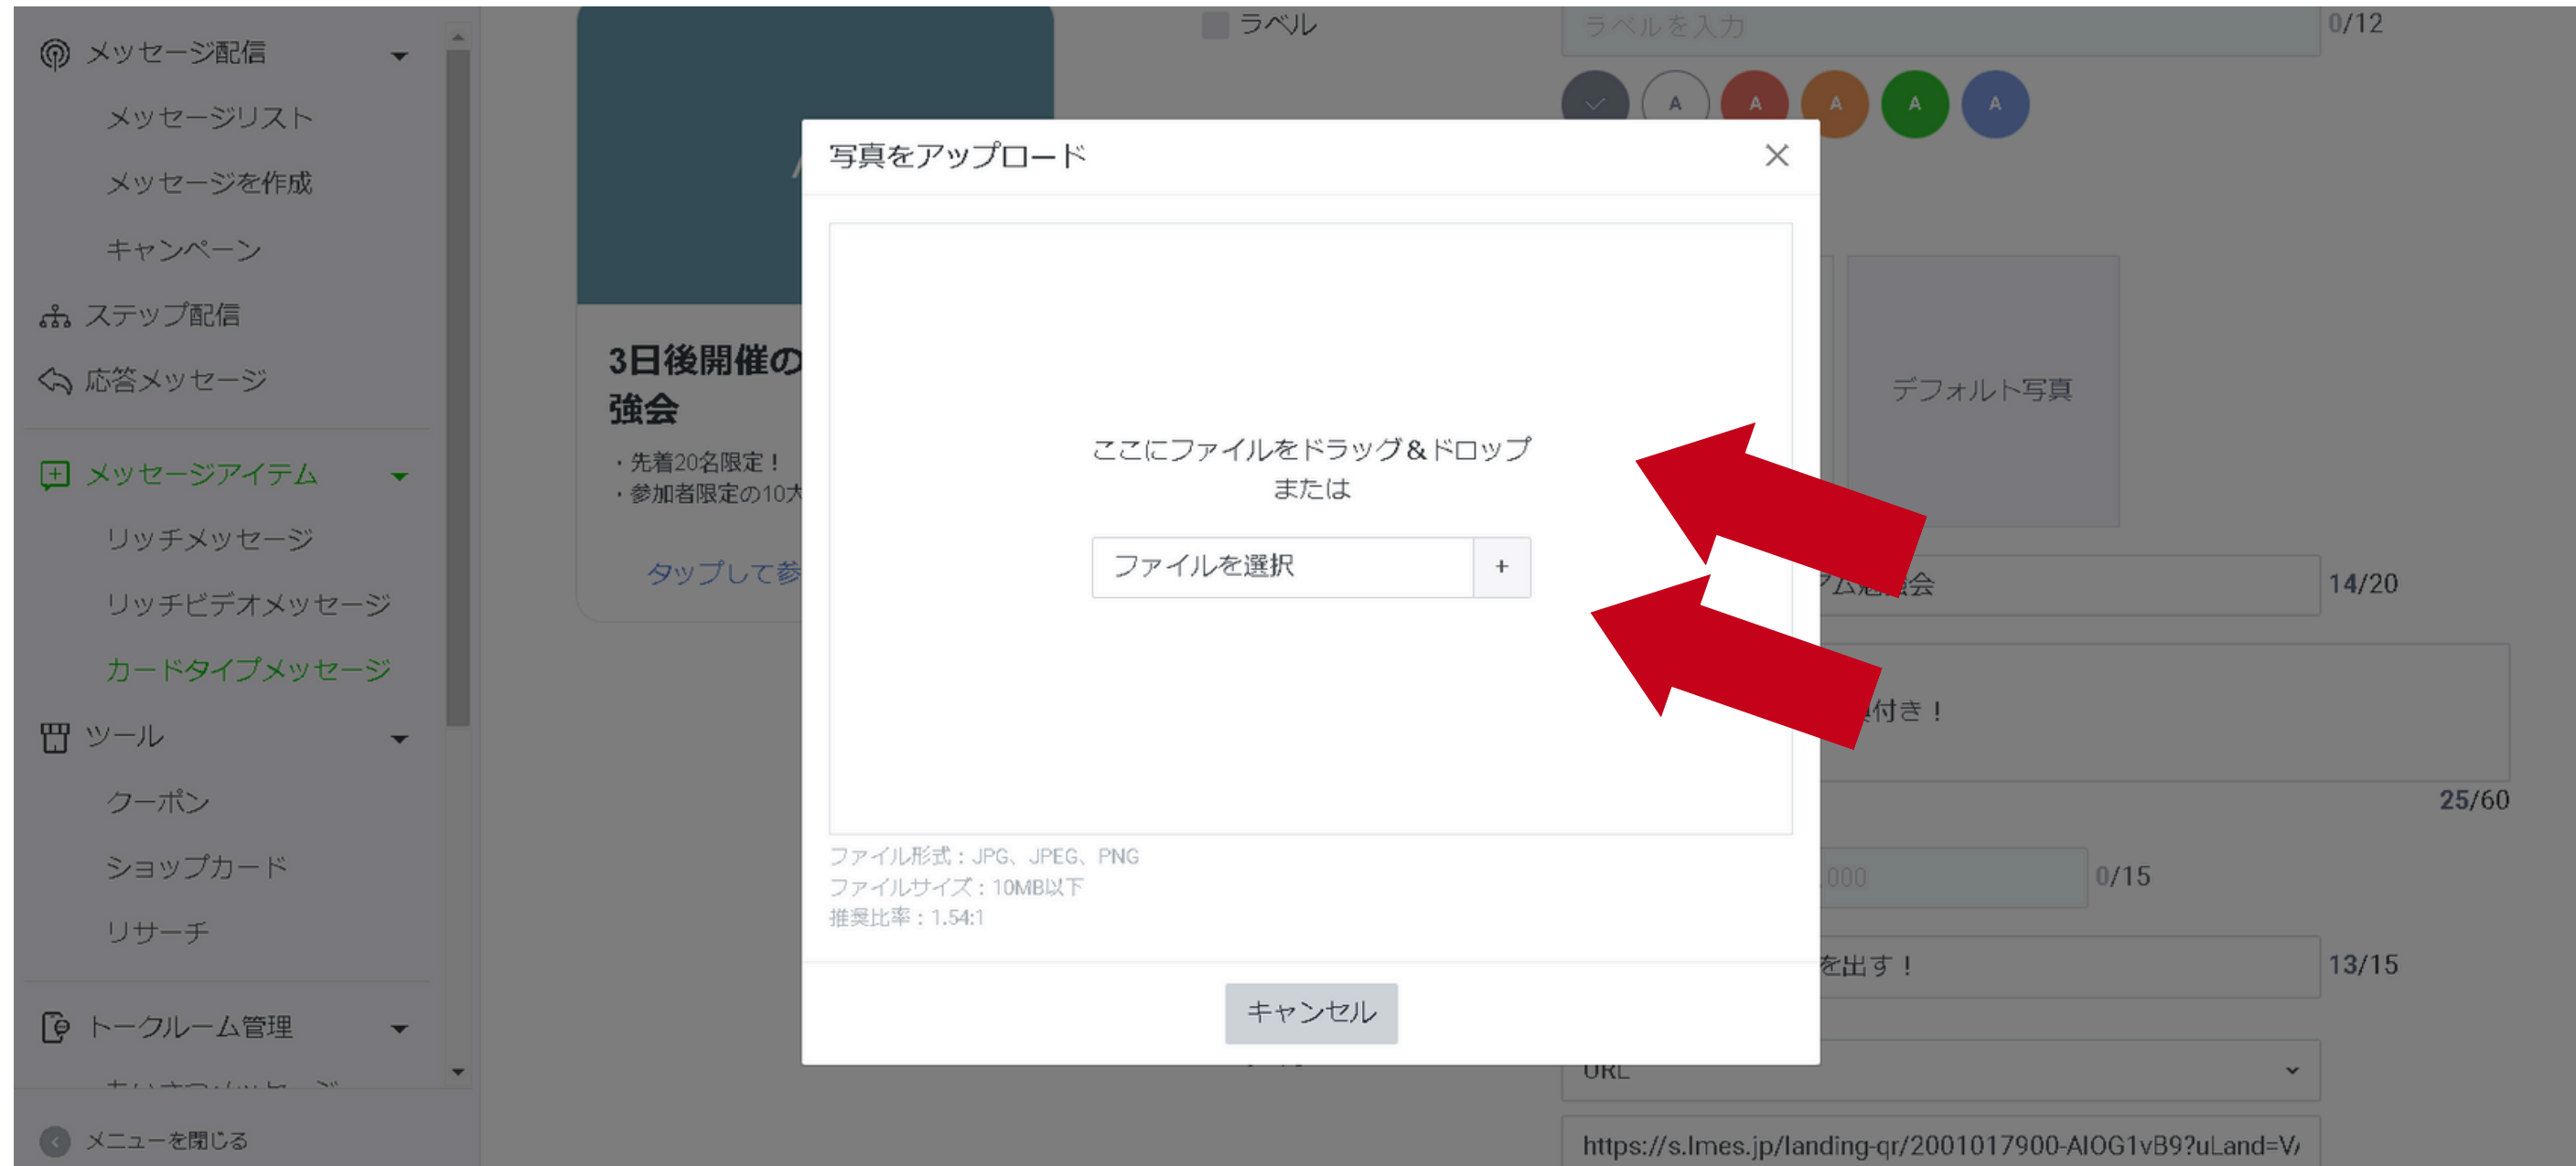 メッセージ配信
メッセージリスト
メッセージを作成
キャンペーン
ステップ配信
応答メッセージ
メッセージアイテム
リッチメッセージ
リッチビデオメッセージ
カードタイプメッセージ
ツール
クーポン
ショップカード
リサーチ
トークルーム管理
メニューを閉じる
3日後開催の
強会
・先着20名限定！
・参加者限定の10大
タップして参
ラベル
ラベルを入力
0/12
A A A A A
写真をアップロード
ここにファイルをドラッグ＆ドロップ
または
ファイルを選択 +
ファイル形式：JPG、JPEG、PNG
ファイルサイズ：10MB以下
推奨比率：1.54:1
キャンセル
デフォルト写真
14/20
付き！
25/60
000
0/15
を出す！
13/15
URL
https://s.lmes.jp/landing-qr/2001017900-AlOG1vB9?uLand=V